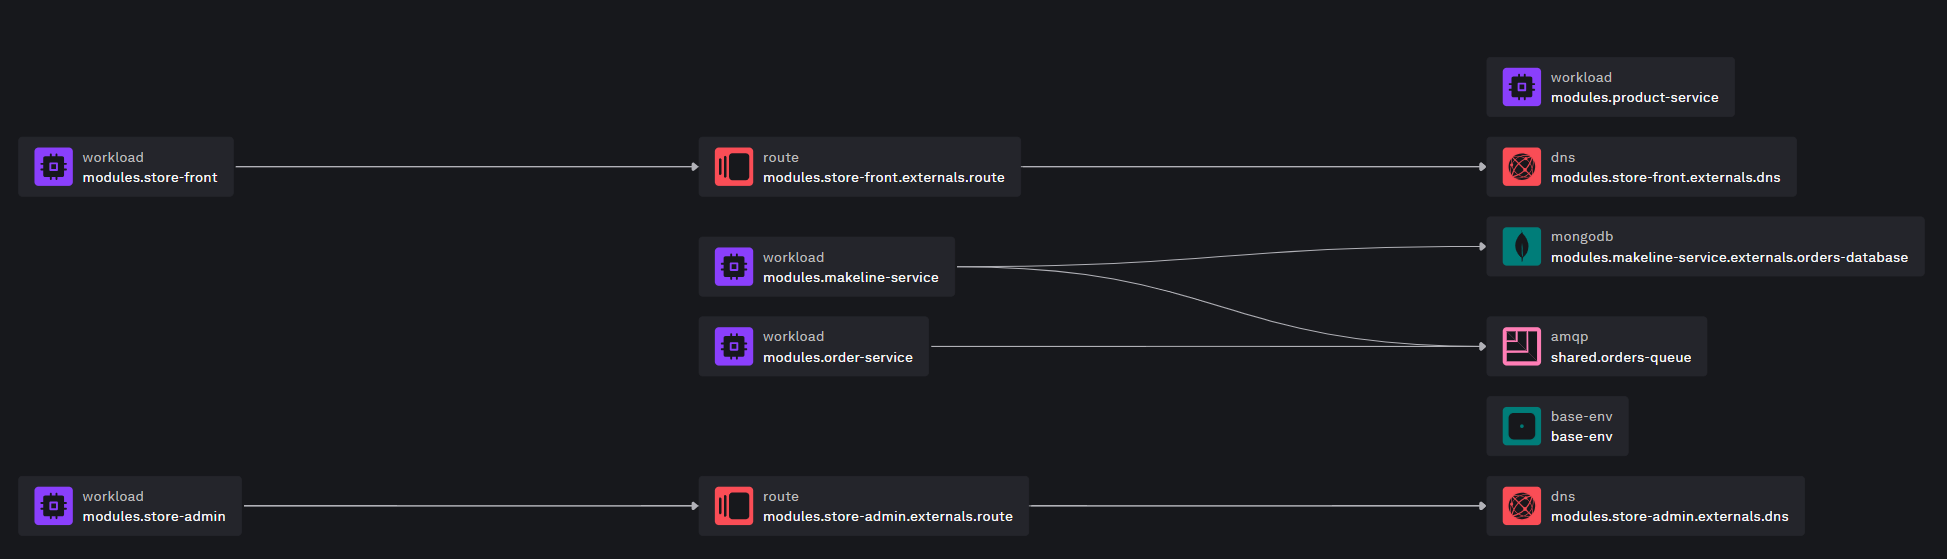 workload
modules.product-service
workload
modules.store-front
route
modules.store-front.externals.route
dns
modules.store-front.externals.dns
workload
modules.makeline-service
mongodb
modules.makeline-service.externals.orders-database
workload
modules.order-service
amqp
shared.orders-queue
base-env
base-env
workload
modules.store-admin
route
modules.store-admin.externals.route
dns
modules.store-admin.externals.dns